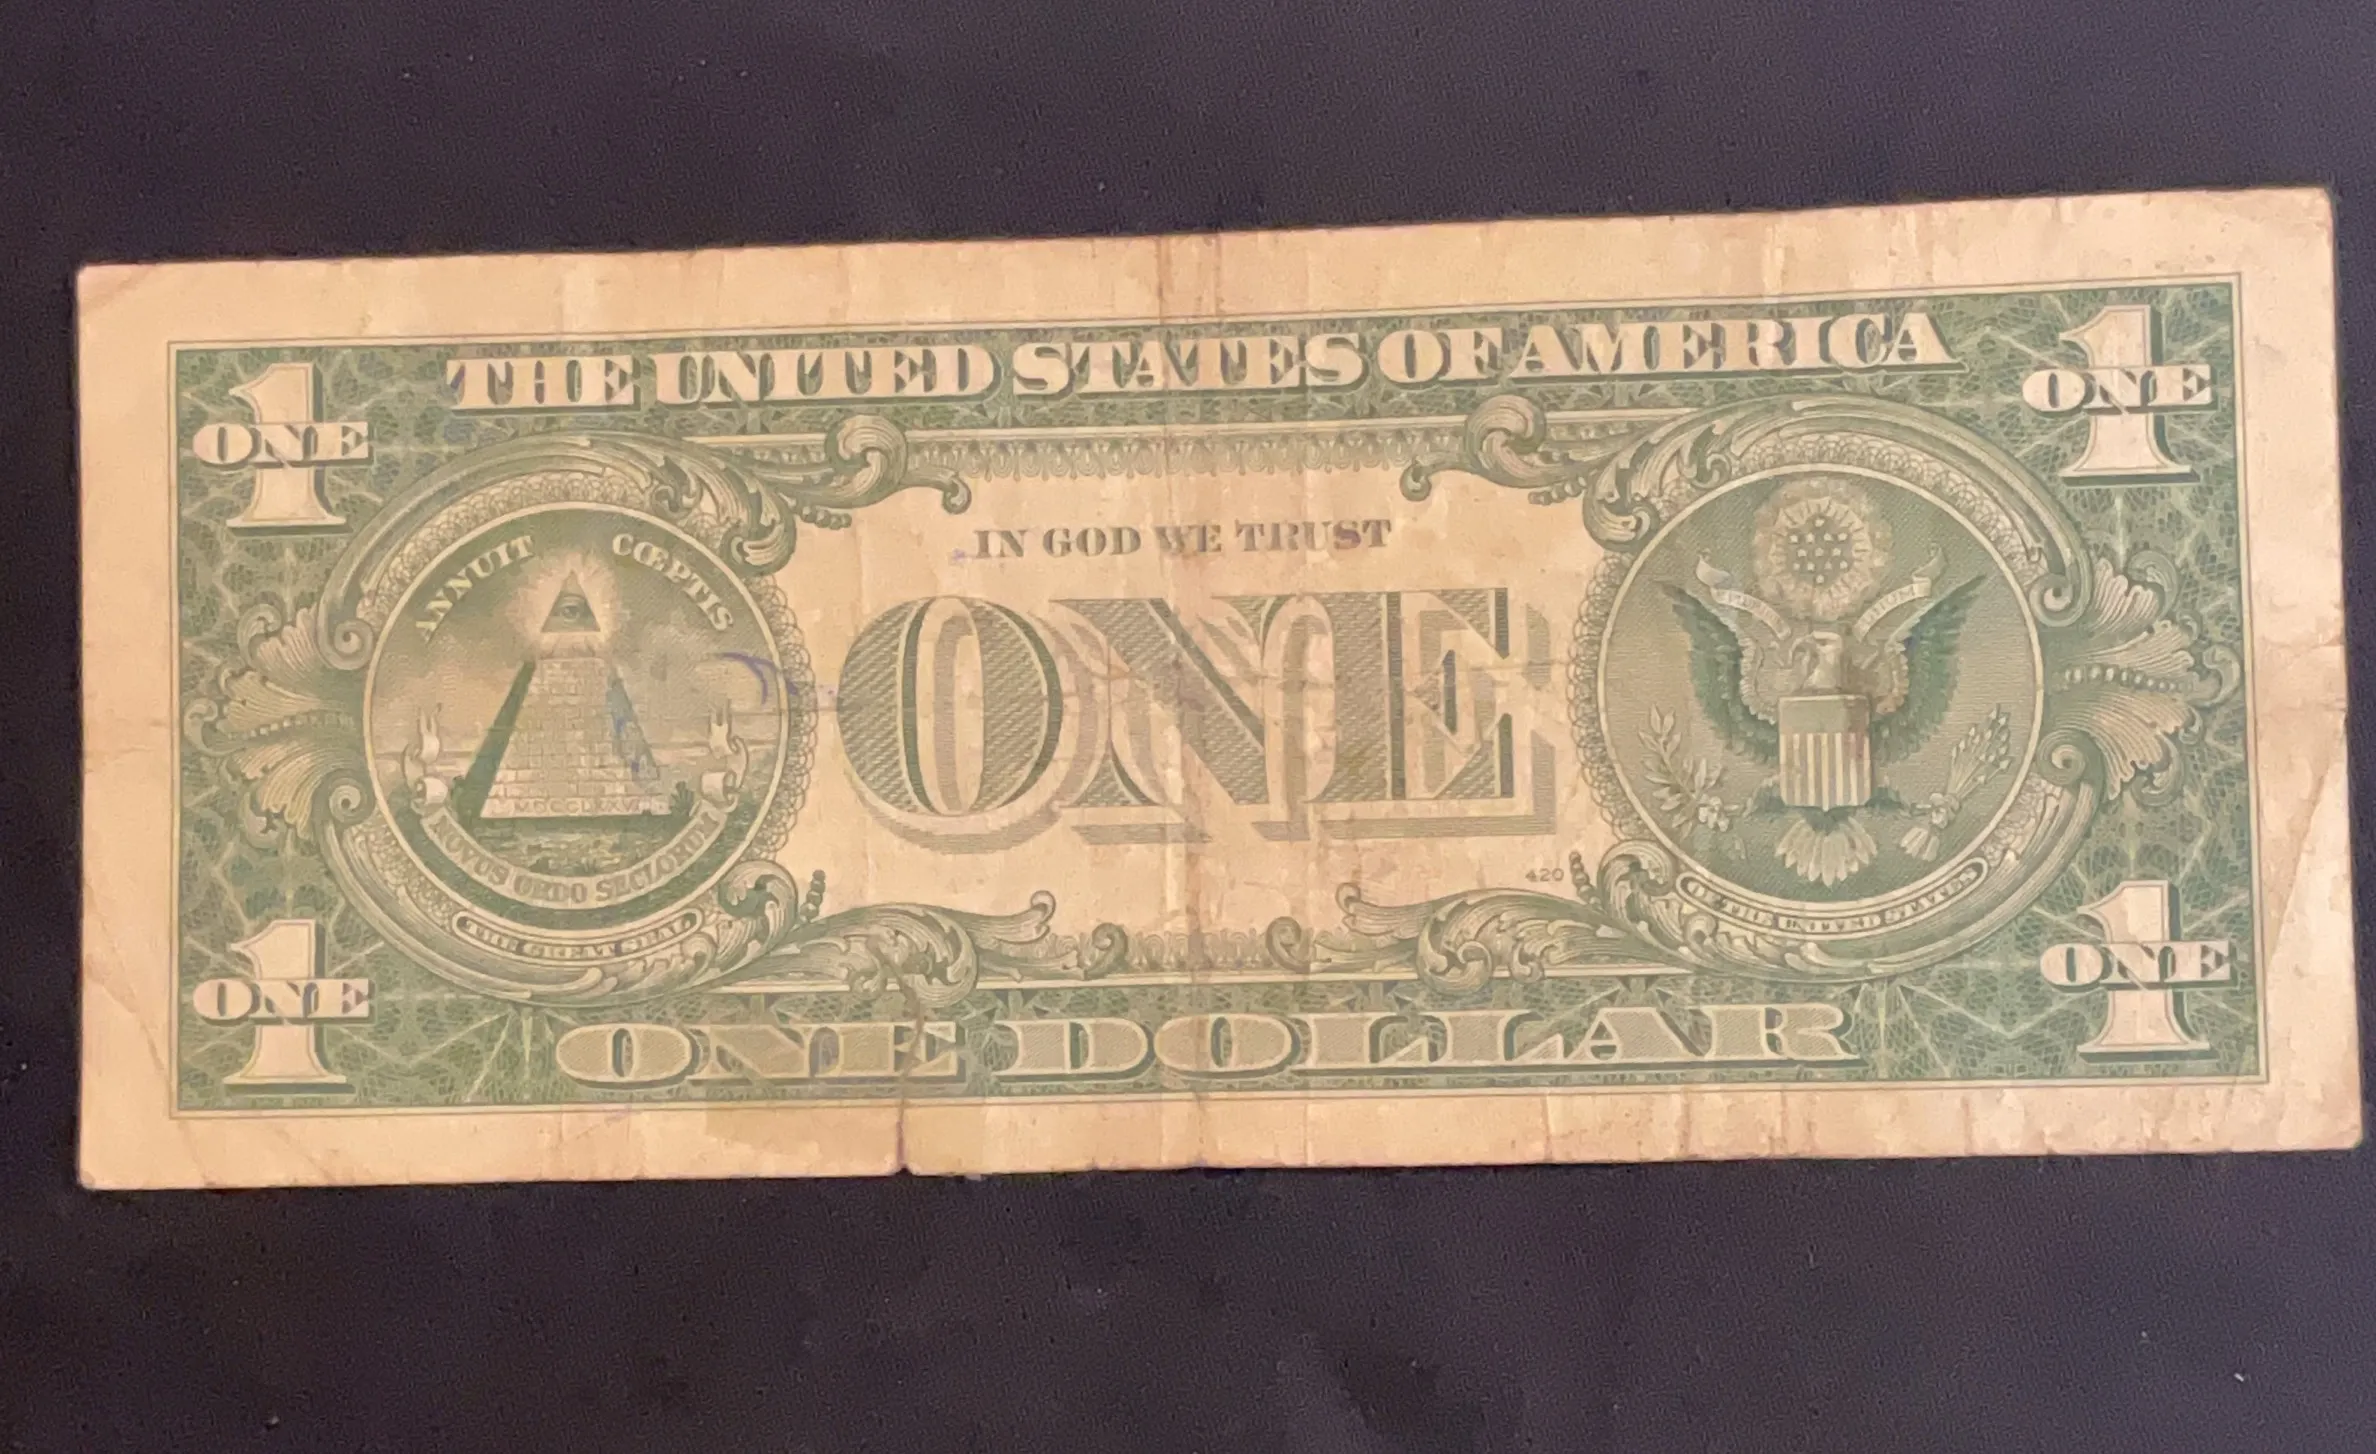 THE UNITED STATES OF AMERICA
1
ONE
1
ONE
ANNUIT CŒPTIS
IN GOD WE TRUST
ONE
MDCCLXXVI
NOVUS ORDO SECLORUM
THE GREAT SEAL
420
OF THE UNITED STATES
1
ONE
1
ONE
ONE DOLLAR